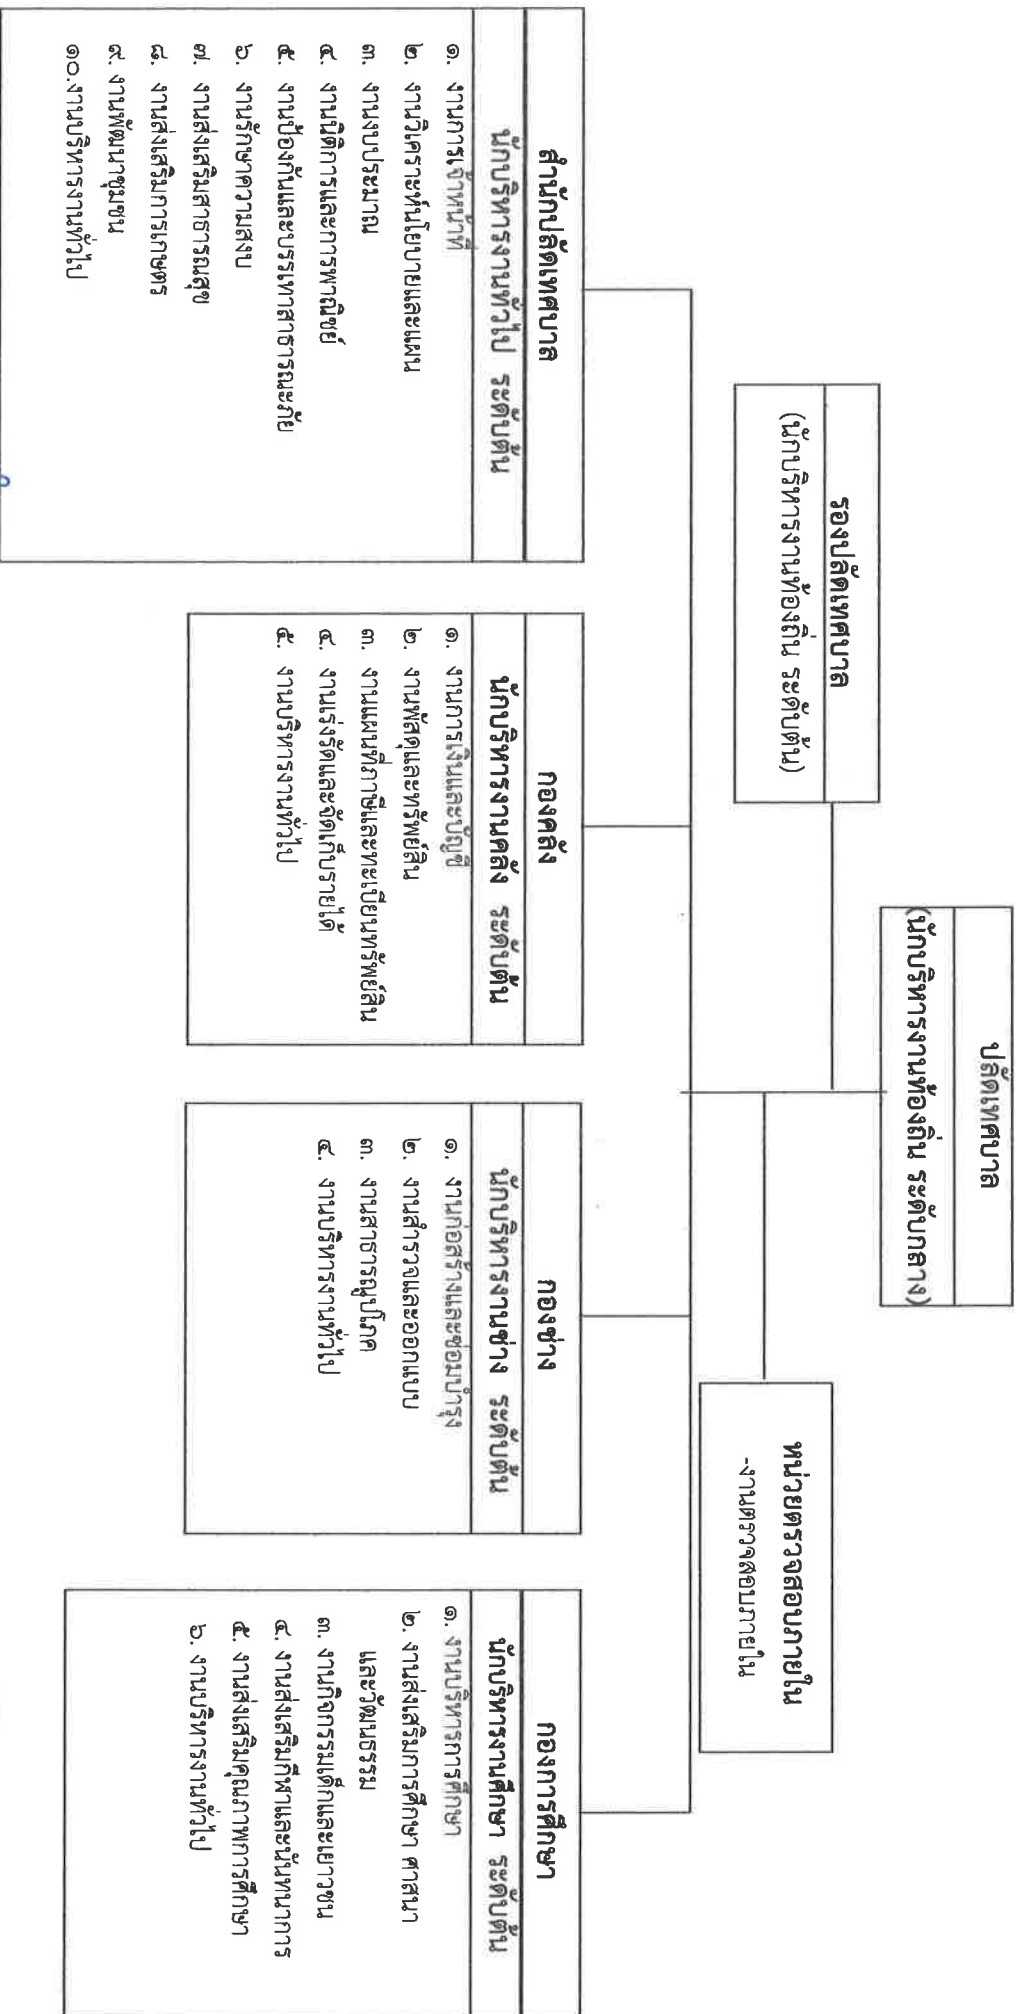 ปลัดเทศบาล
(นักบริหารงานท้องถิ่น ระดับกลาง)
รองปลัดเทศบาล
(นักบริหารงานท้องถิ่น ระดับต้น)
หน่วยตรวจสอบภายใน
-งานตรวจสอบภายใน
สำนักปลัดเทศบาล
นักบริหารงานทั่วไป ระดับต้น
๑. งานการเจ้าหน้าที่
๒. งานวิเคราะห์นโยบายและแผน
๓. งานงบประมาณ
๔. งานนิติการและการพาณิชย์
๕. งานป้องกันและบรรเทาสาธารณะภัย
๖. งานรักษาความสงบ
๗. งานส่งเสริมสาธารณสุข
๘. งานส่งเสริมการเกษตร
๙. งานพัฒนาชุมชน
๑๐.งานบริหารงานทั่วไป
กองคลัง
นักบริหารงานคลัง ระดับต้น
๑. งานการเงินและบัญชี
๒. งานพัสดุและทรัพย์สิน
๓. งานแผนที่ภาษีและทะเบียนทรัพย์สิน
๔. งานเร่งรัดและจัดเก็บรายได้
๕. งานบริหารงานทั่วไป
กองช่าง
นักบริหารงานช่าง ระดับต้น
๑. งานก่อสร้างและซ่อมบำรุง
๒. งานสำรวจและออกแบบ
๓. งานสาธารณูปโภค
๔. งานบริหารงานทั่วไป
กองการศึกษา
นักบริหารงานศึกษา ระดับต้น
๑. งานบริหารการศึกษา
๒. งานส่งเสริมการศึกษา ศาสนา
และวัฒนธรรม
๓. งานกิจกรรมเด็กและเยาวชน
๔. งานส่งเสริมกีฬาและนันทนาการ
๕. งานส่งเสริมคุณภาพการศึกษา
๖. งานบริหารงานทั่วไป